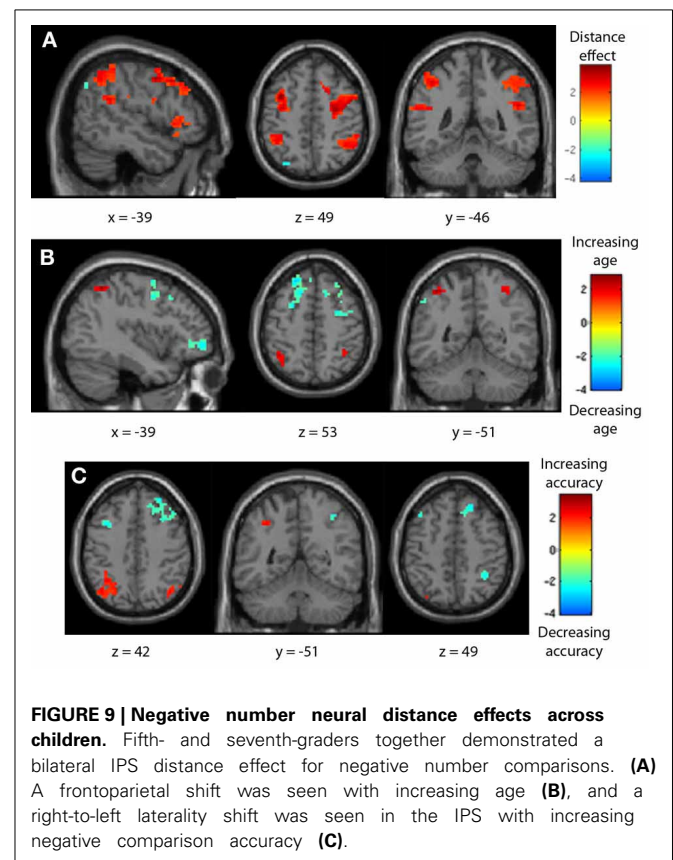 A
Distance
effect
2
0
-2
-4
x = -39
z = 49
y = -46
B
Increasing
age
2
0
-2
-4
Decreasing
age
x = -39
z = 53
y = -51
C
Increasing
accuracy
2
0
-2
-4
Decreasing
accuracy
z = 42
y = -51
z = 49
FIGURE 9 | Negative number neural distance effects across
children. Fifth- and seventh-graders together demonstrated a
bilateral IPS distance effect for negative number comparisons. (A)
A frontoparietal shift was seen with increasing age (B), and a
right-to-left laterality shift was seen in the IPS with increasing
negative comparison accuracy (C).